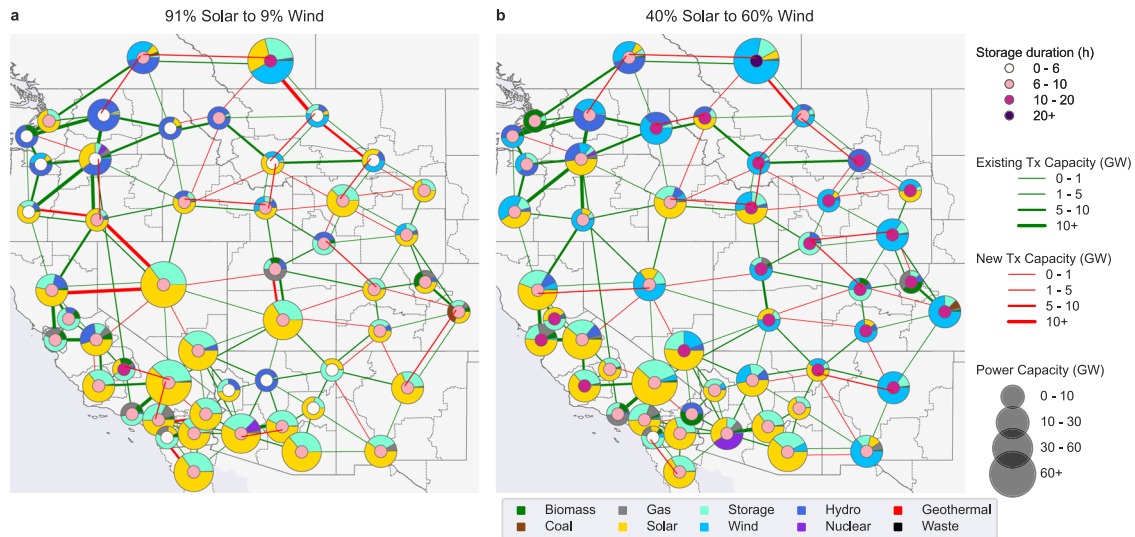 a 91% Solar to 9% Wind
b 40% Solar to 60% Wind
Storage duration (h)
0 - 6
6 - 10
10 - 20
20+
Existing Tx Capacity (GW)
0 - 1
1 - 5
5 - 10
10+
New Tx Capacity (GW)
0 - 1
1 - 5
5 - 10
10+
Power Capacity (GW)
0 - 10
10 - 30
30 - 60
60+
Biomass Gas Storage Hydro Geothermal
Coal Solar Wind Nuclear Waste